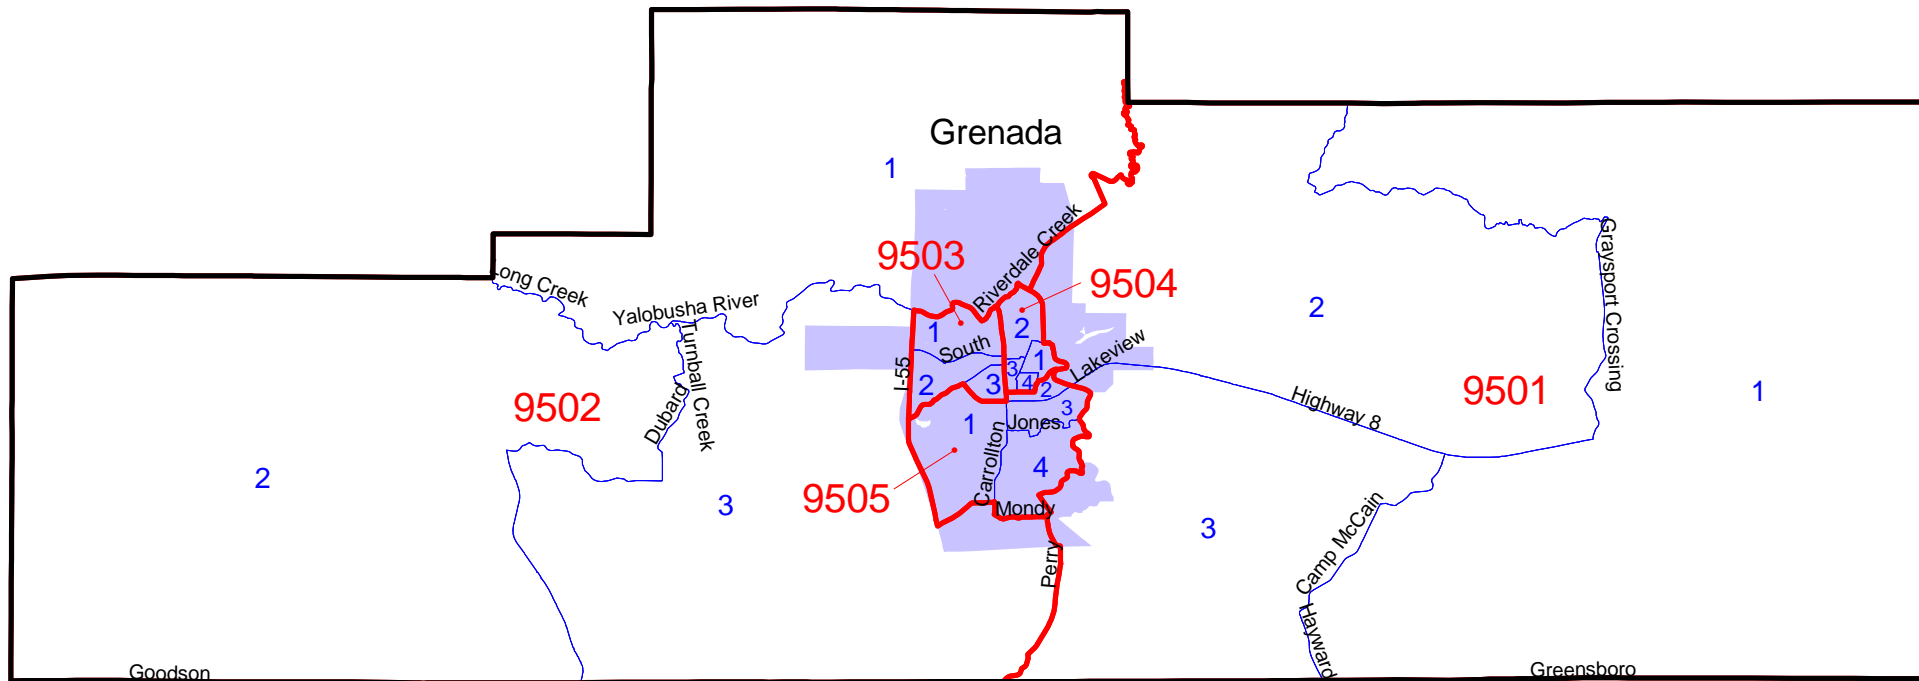 Grenada
1
9503
Riverdale Creek
9504
Long Creek
Yalobusha River
Turnball Creek
Dubard
9502
2
3
I-55
1
South
2
3
2
1
3
4
2
3
Lakeview
Jones
1
Carrollton
4
9505
Mondy
Perry
2
Highway 8
9501
Graysport Crossing
1
3
Camp McCain
Hayward
Goodson
Greensboro